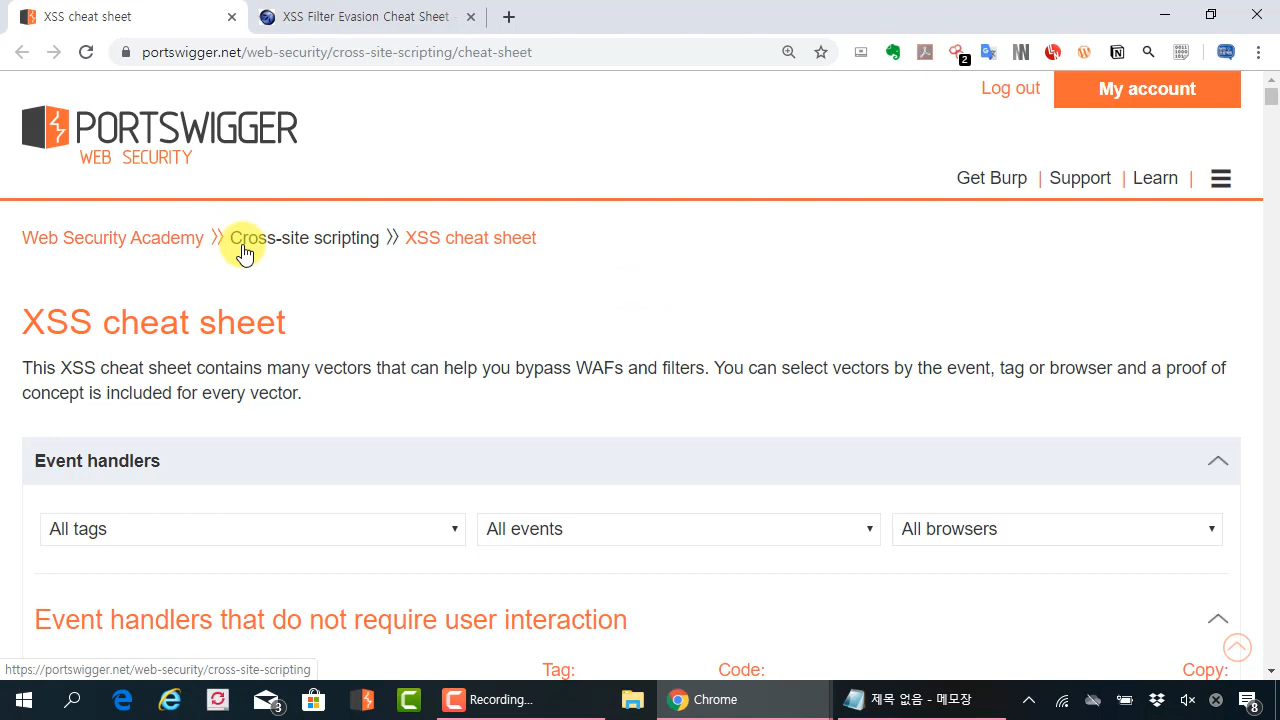 XSS cheat sheet
XSS Filter Evasion Cheat Sheet
portswigger.net/web-security/cross-site-scripting/cheat-sheet
2
Log out
My account
PORTSWIGGER
WEB SECURITY
Get Burp | Support | Learn |
Web Security Academy » Cross-site scripting » XSS cheat sheet
XSS cheat sheet
This XSS cheat sheet contains many vectors that can help you bypass WAFs and filters. You can select vectors by the event, tag or browser and a proof of
concept is included for every vector.
Event handlers
All tags
All events
All browsers
Event handlers that do not require user interaction
https://portswigger.net/web-security/cross-site-scripting
Tag:
Code:
Copy:
3
Recording...
Chrome
제목 없음 - 메모장
8